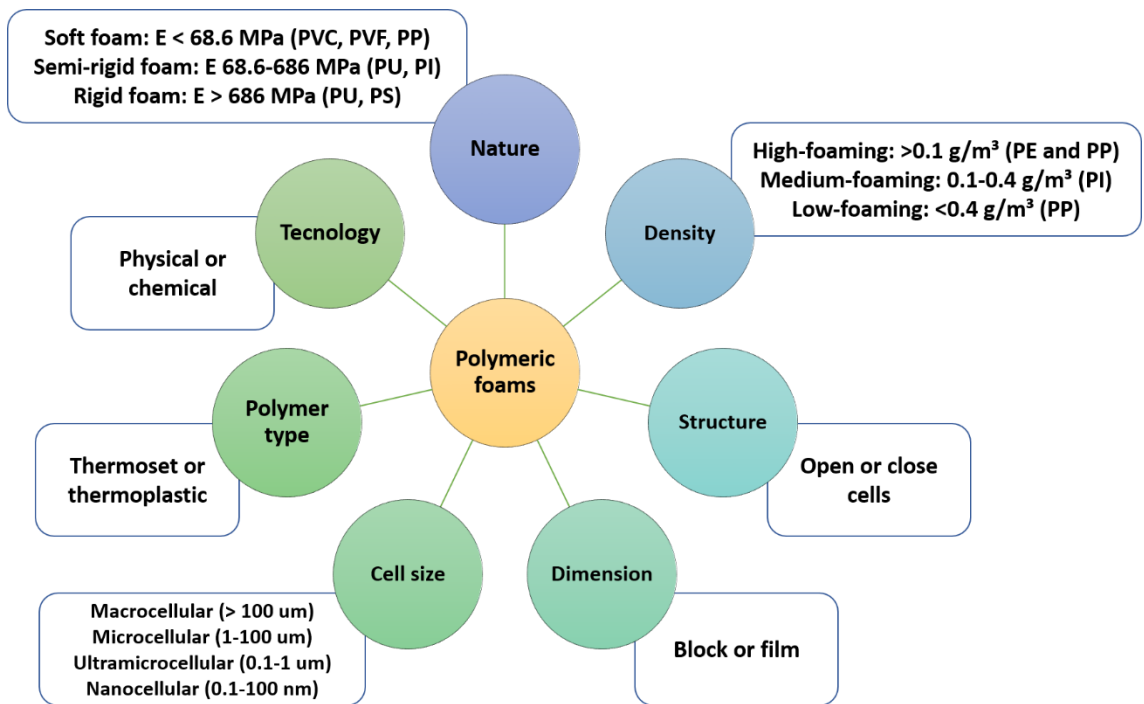 Soft foam: E < 68.6 MPa (PVC, PVF, PP)
Semi-rigid foam: E 68.6-686 MPa (PU, PI)
Rigid foam: E > 686 MPa (PU, PS)
Nature
High-foaming: >0.1 g/m³ (PE and PP)
Medium-foaming: 0.1-0.4 g/m³ (PI)
Low-foaming: <0.4 g/m³ (PP)
Density
Tecnology
Physical or
chemical
Polymeric
foams
Polymer
type
Thermoset or
thermoplastic
Structure
Open or close
cells
Cell size
Macrocellular (> 100 um)
Microcellular (1-100 um)
Ultramicrocellular (0.1-1 um)
Nanocellular (0.1-100 nm)
Dimension
Block or film